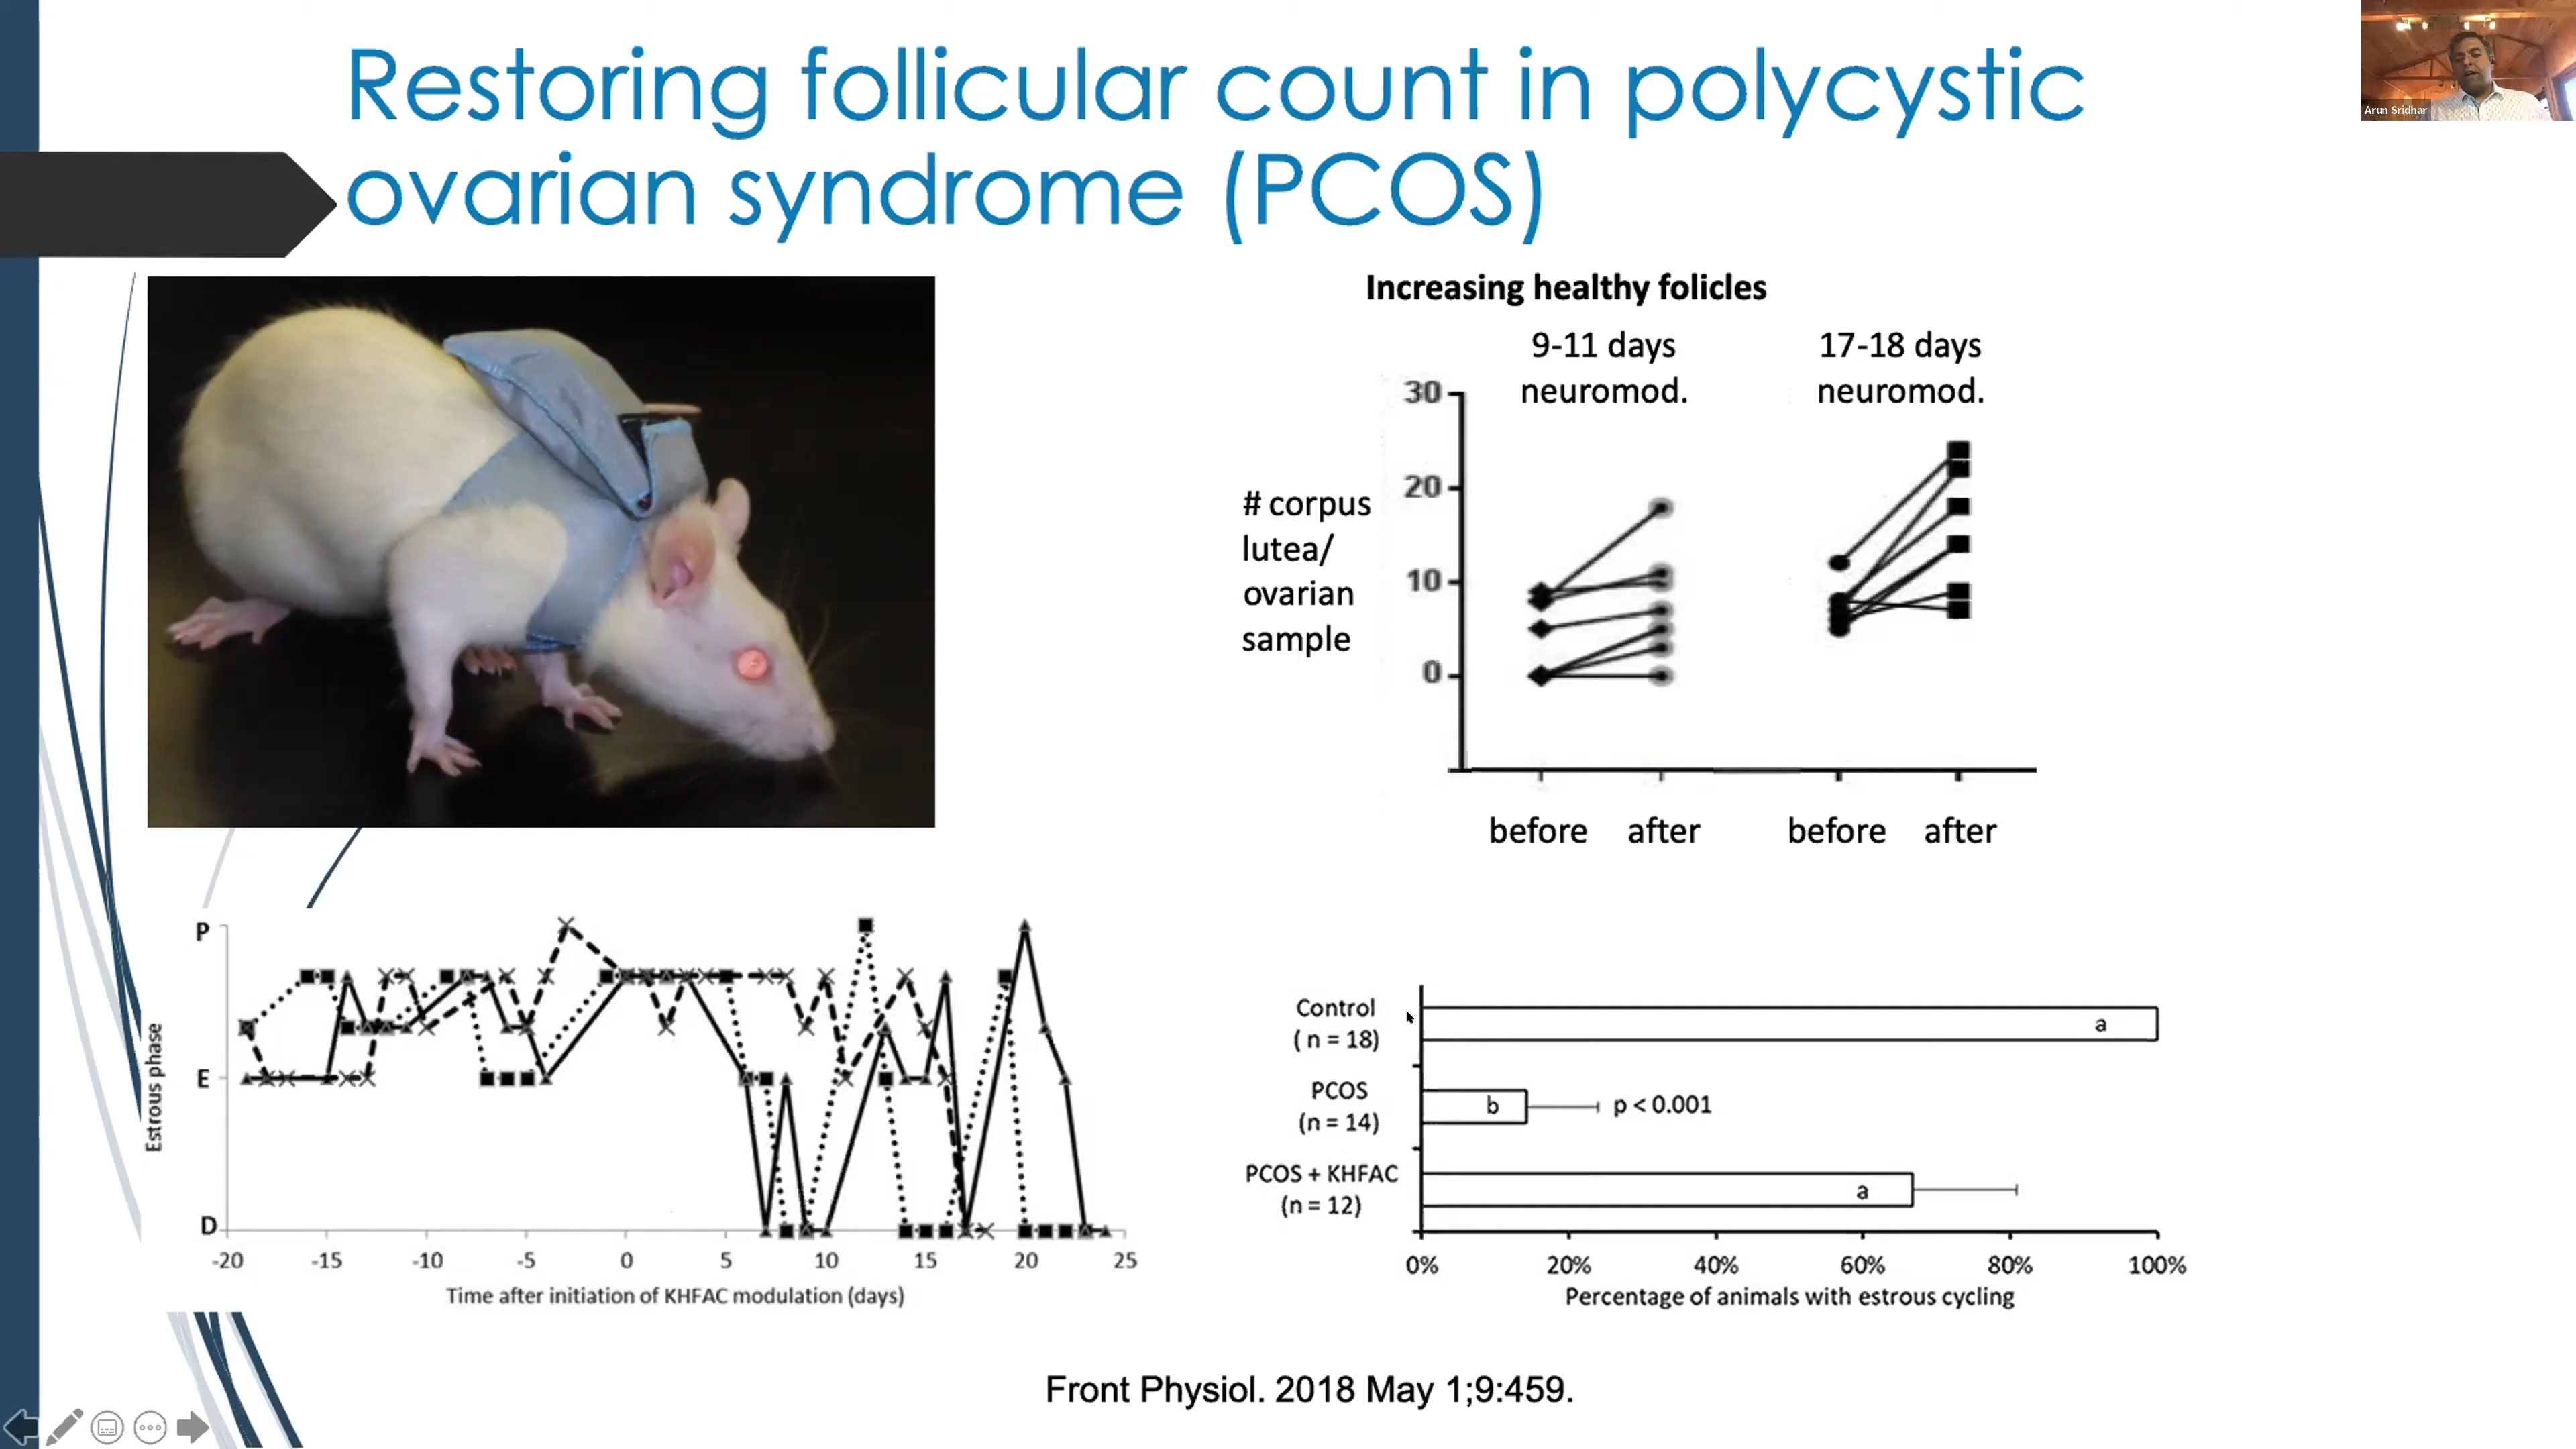 Restoring follicular count in polycystic
ovarian syndrome (PCOS)
Arun Sridhar
Increasing healthy folicles
9-11 days
neuromod.
17-18 days
neuromod.
# corpus
lutea/
ovarian
sample
30
20
10
0
before after before after
P
E
D
Estrous phase
-20 -15 -10 -5 0 5 10 15 20 25
Time after initiation of KHFAC modulation (days)
Control
( n = 18)
a
PCOS
(n = 14)
b
p < 0.001
PCOS + KHFAC
(n = 12)
a
0% 20% 40% 60% 80% 100%
Percentage of animals with estrous cycling
Front Physiol. 2018 May 1;9:459.